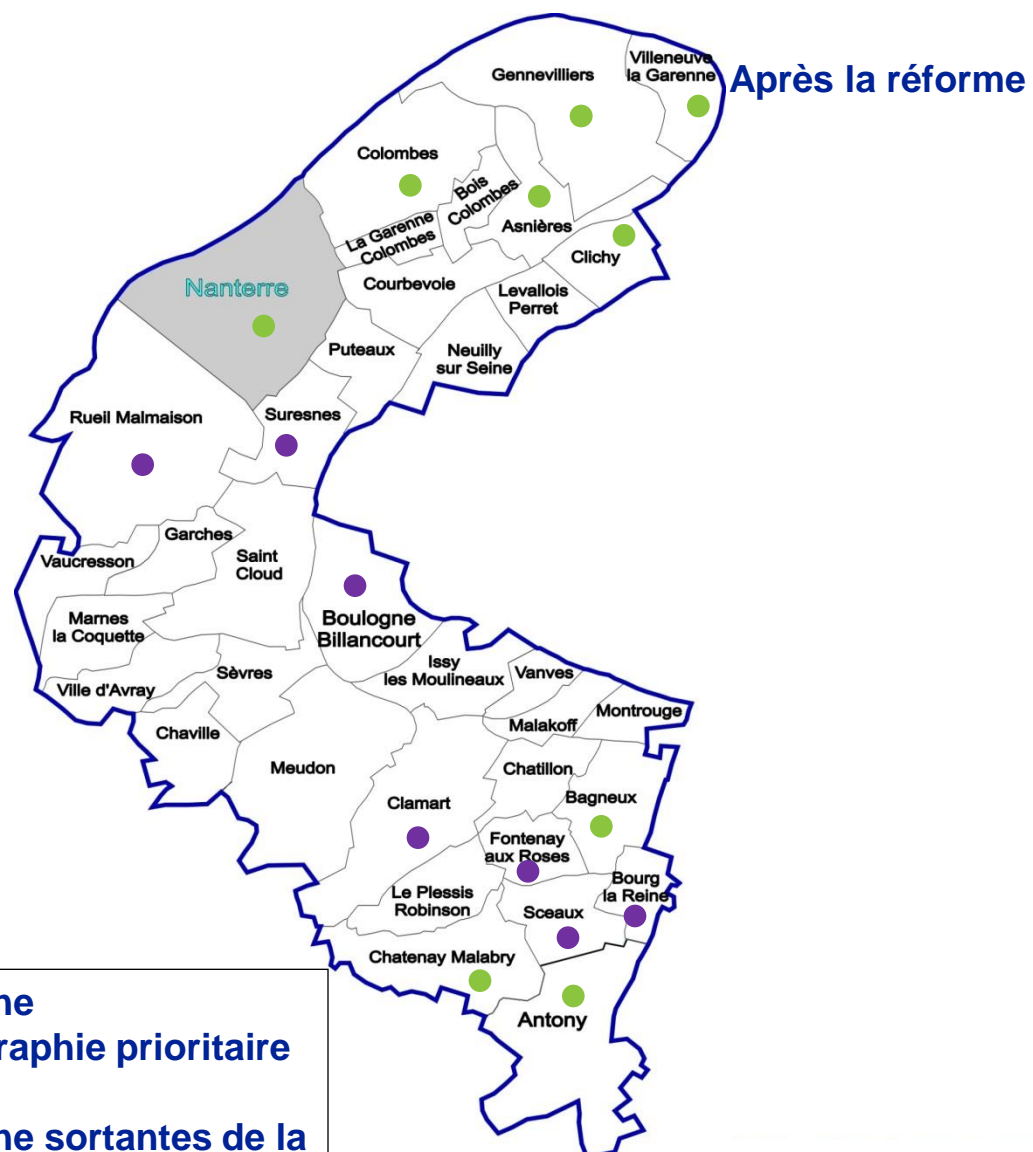 Après la réforme
Villeneuve
la Garenne
Gennevilliers
Colombes
Bois
Colombes
La Garenne
Colombes
Asnières
Clichy
Nanterre
Courbevoie
Levallois
Perret
Puteaux
Neuilly
sur Seine
Rueil Malmaison
Suresnes
Garches
Vaucresson
Saint
Cloud
Marnes
la Coquette
Boulogne
Billancourt
Ville d'Avray
Sèvres
Issy
les Moulineaux
Vanves
Chaville
Malakoff
Montrouge
Meudon
Chatillon
Clamart
Bagneux
Fontenay
aux Roses
Bourg
la Reine
Le Plessis
Robinson
Sceaux
Chatenay Malabry
Antony
prioritaire
sortantes de la